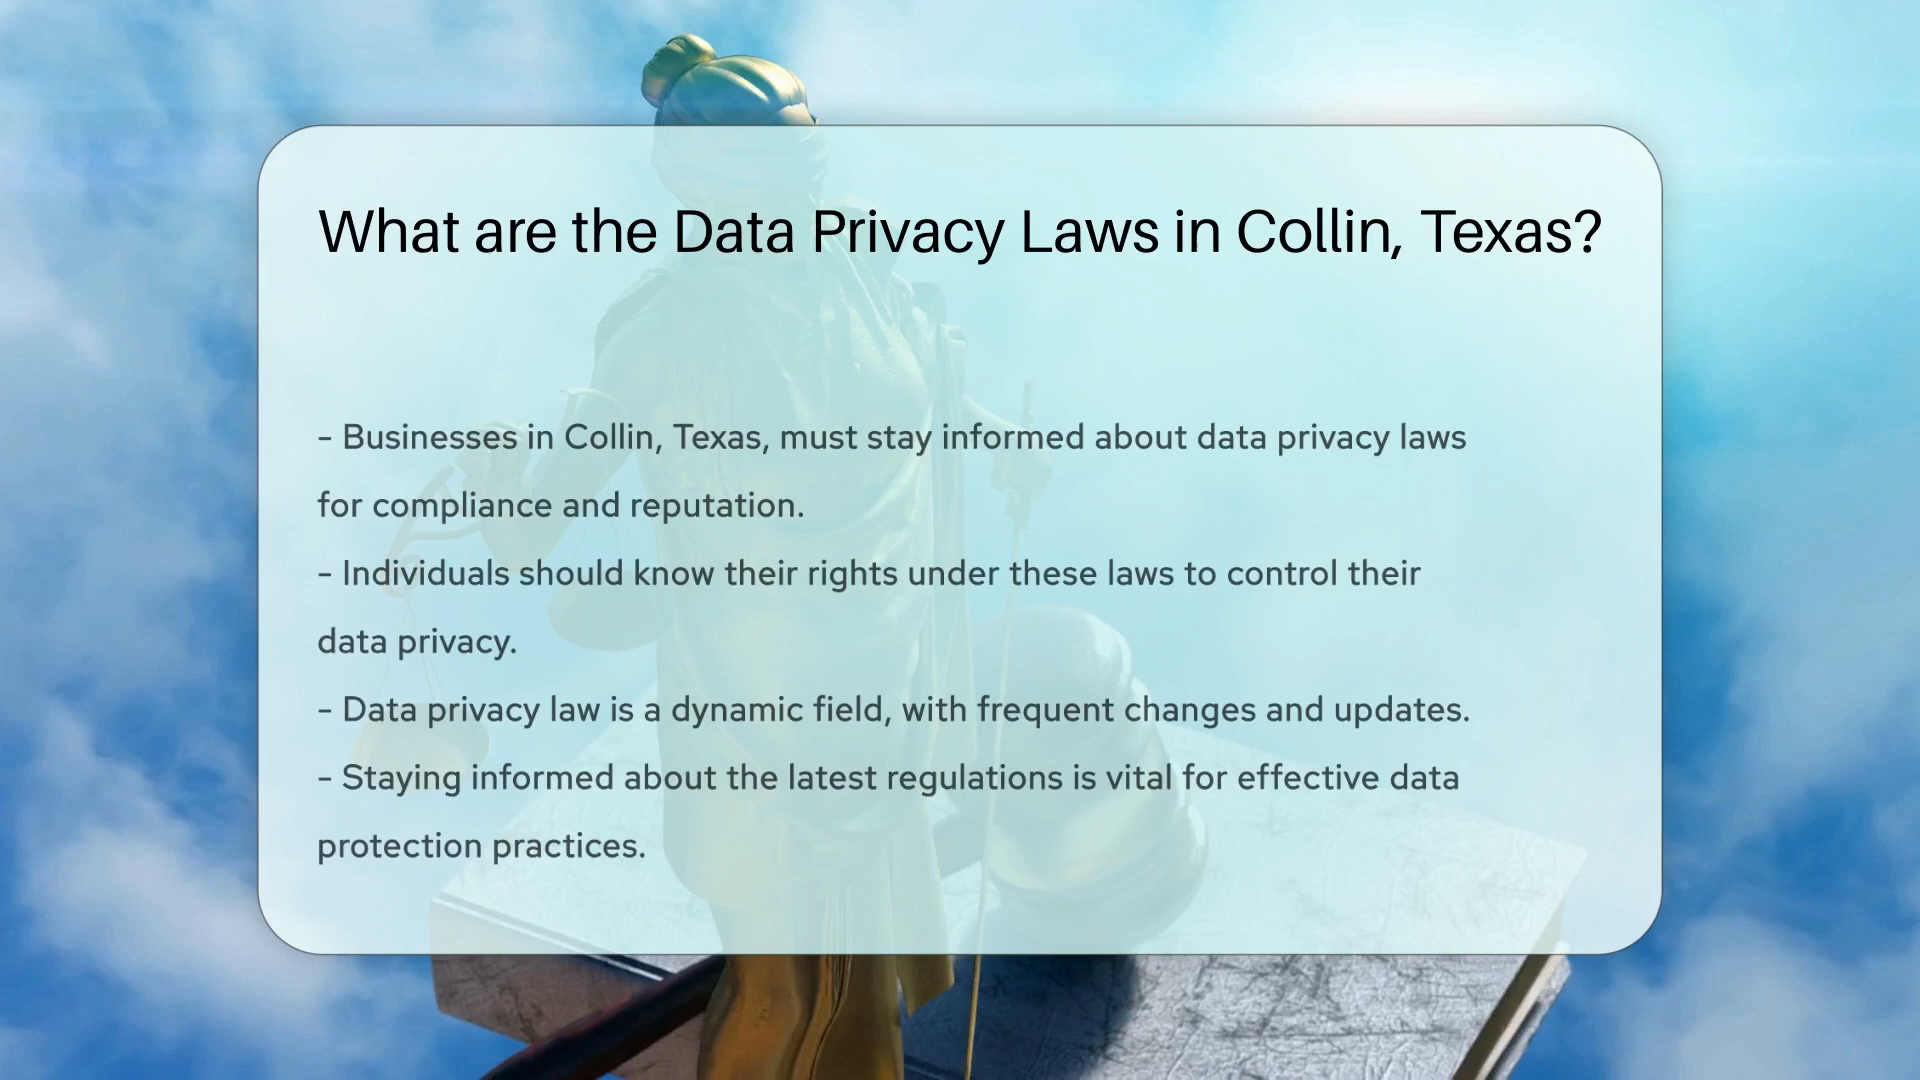 What are the Data Privacy Laws in Collin, Texas?
- Businesses in Collin, Texas, must stay informed about data privacy laws
for compliance and reputation.
- Individuals should know their rights under these laws to control their
data privacy.
- Data privacy law is a dynamic field, with frequent changes and updates.
- Staying informed about the latest regulations is vital for effective data
protection practices.